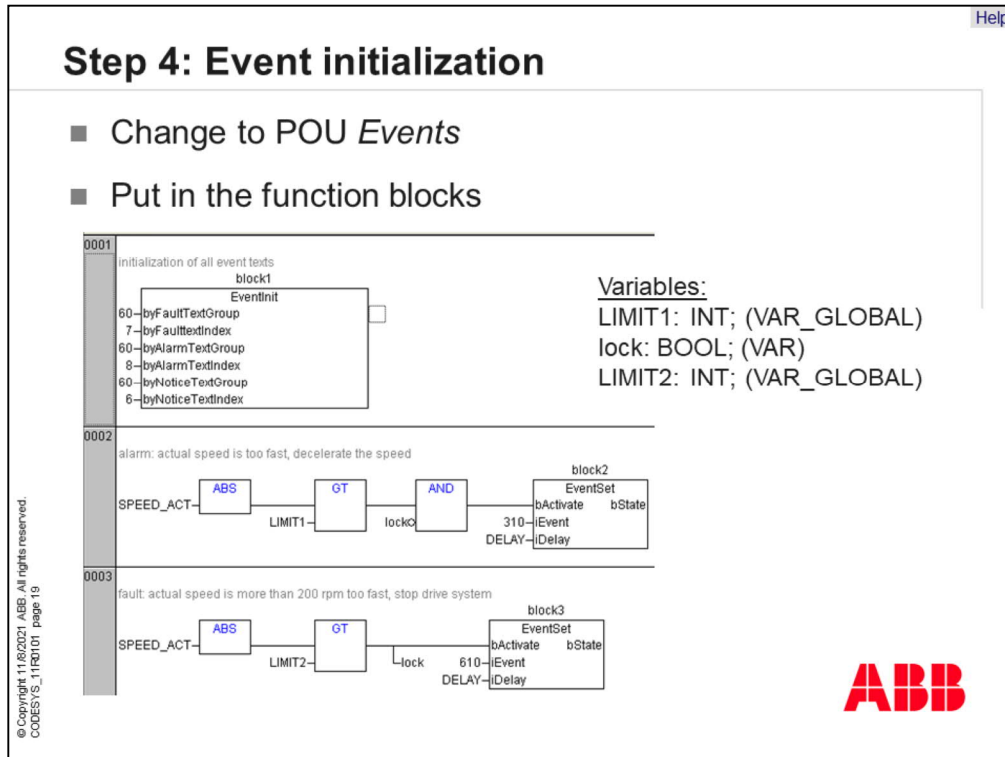 Help
Step 4: Event initialization
■ Change to POU Events
■ Put in the function blocks
0001
initialization of all event texts
block1
EventInit
60 byFaultTextGroup
7 byFaulttextIndex
60 byAlarmTextGroup
8 byAlarmTextIndex
60 byNoticeTextGroup
6 byNoticeTextIndex
Variables:
LIMIT1: INT; (VAR_GLOBAL)
lock: BOOL; (VAR)
LIMIT2: INT; (VAR_GLOBAL)
0002
alarm: actual speed is too fast, decelerate the speed
block2
ABS GT AND EventSet
SPEED_ACT bActivate bState
LIMIT1 lock 310 iEvent
DELAY iDelay
0003
fault: actual speed is more than 200 rpm too fast, stop drive system
block3
ABS GT EventSet
SPEED_ACT bActivate bState
LIMIT2 lock 610 iEvent
DELAY iDelay
© Copyright 11/8/2021 ABB. All rights reserved.
CODESYS_11R0101 page 19
ABB